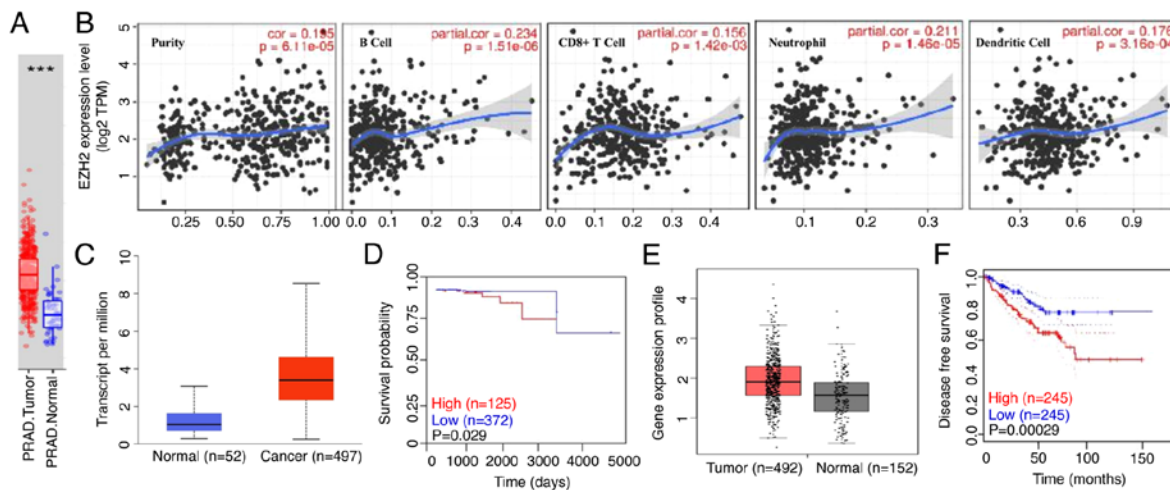 A
***
PRAD.Tumor
PRAD.Normal
B
EZH2 expression level
(log2 TPM)
5
4
3
2
1
Purity
cor = 0.195
p = 6.11e-05
0.25
0.50
0.75
1.00
B Cell
partial.cor = 0.234
p = 1.51e-06
0.0
0.1
0.2
0.3
0.4
CD8+ T Cell
partial.cor = 0.156
p = 1.42e-03
0.0
0.1
0.2
0.3
0.4
Neutrophil
partial.cor = 0.211
p = 1.46e-05
0.1
0.2
0.3
Dendritic Cell
partial.cor = 0.176
p = 3.16e-04
0.3
0.6
0.9
C
Transcript per million
10
8
6
4
2
0
Normal (n=52)
Cancer (n=497)
D
Survival probability
1.00
0.75
0.25
0.00
High (n=125)
Low (n=372)
P=0.029
0
1000
2000
3000
4000
5000
Time (days)
E
Gene expression profile
4
3
2
1
Tumor (n=492)
Normal (n=152)
F
Disease free survival
1.0
0.8
0.6
0.4
0.2
0.0
High (n=245)
Low (n=245)
P=0.00029
0
50
100
150
Time (months)